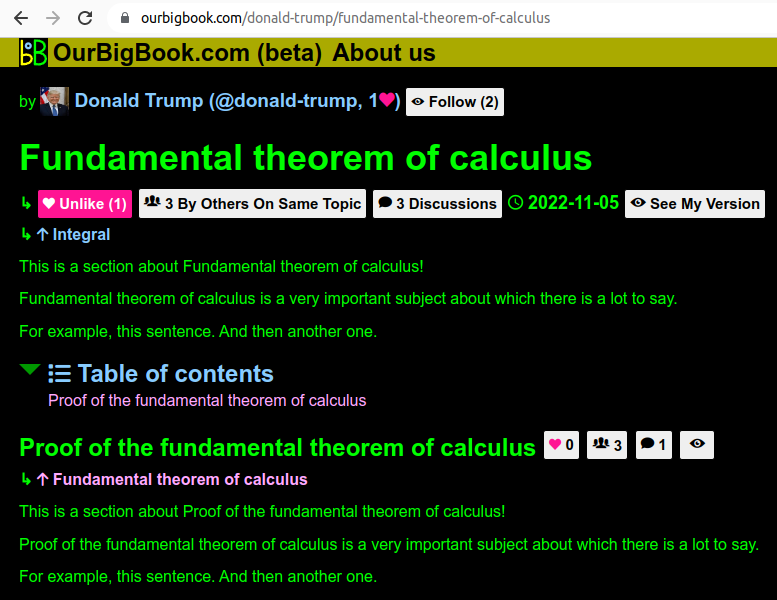 ourbigbook.com/donald-trump/fundamental-theorem-of-calculus
bB OurBigBook.com (beta) About us
by Donald Trump (@donald-trump, 1) Follow (2)
Fundamental theorem of calculus
Unlike (1) 3 By Others On Same Topic 3 Discussions 2022-11-05 See My Version
Integral
This is a section about Fundamental theorem of calculus!
Fundamental theorem of calculus is a very important subject about which there is a lot to say.
For example, this sentence. And then another one.
Table of contents
Proof of the fundamental theorem of calculus
Proof of the fundamental theorem of calculus 0 3 1
Fundamental theorem of calculus
This is a section about Proof of the fundamental theorem of calculus!
Proof of the fundamental theorem of calculus is a very important subject about which there is a lot to say.
For example, this sentence. And then another one.